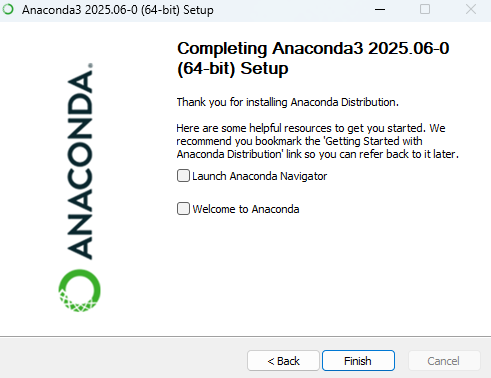 Anaconda3 2025.06-0 (64-bit) Setup
Completing Anaconda3 2025.06-0
(64-bit) Setup
Thank you for installing Anaconda Distribution.
Here are some helpful resources to get you started. We
recommend you bookmark the 'Getting Started with
Anaconda Distribution' link so you can refer back to it later.
Launch Anaconda Navigator
Welcome to Anaconda
ANACONDA.
< Back
Finish
Cancel